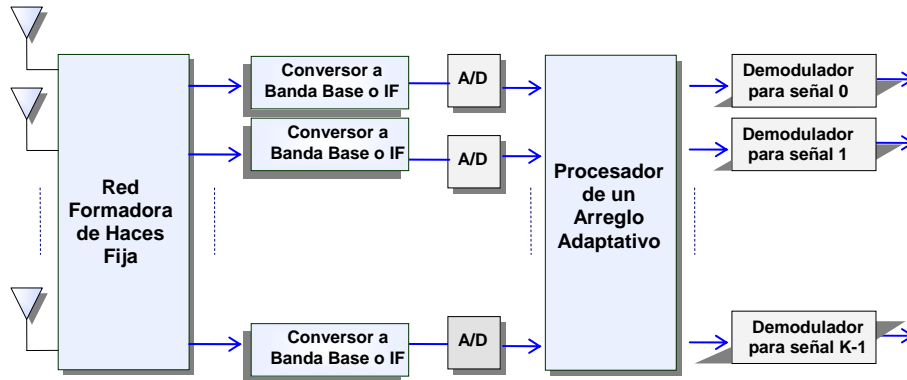 Conversor a
Banda Base o IF
A/D
Demodulador
para señal 0
Conversor a
Banda Base o IF
A/D
Demodulador
para señal 1
Red
Formadora
de Haces
Fija
Procesador
de un
Arreglo
Adaptativo
Conversor a
Banda Base o IF
A/D
Demodulador
para señal K-1